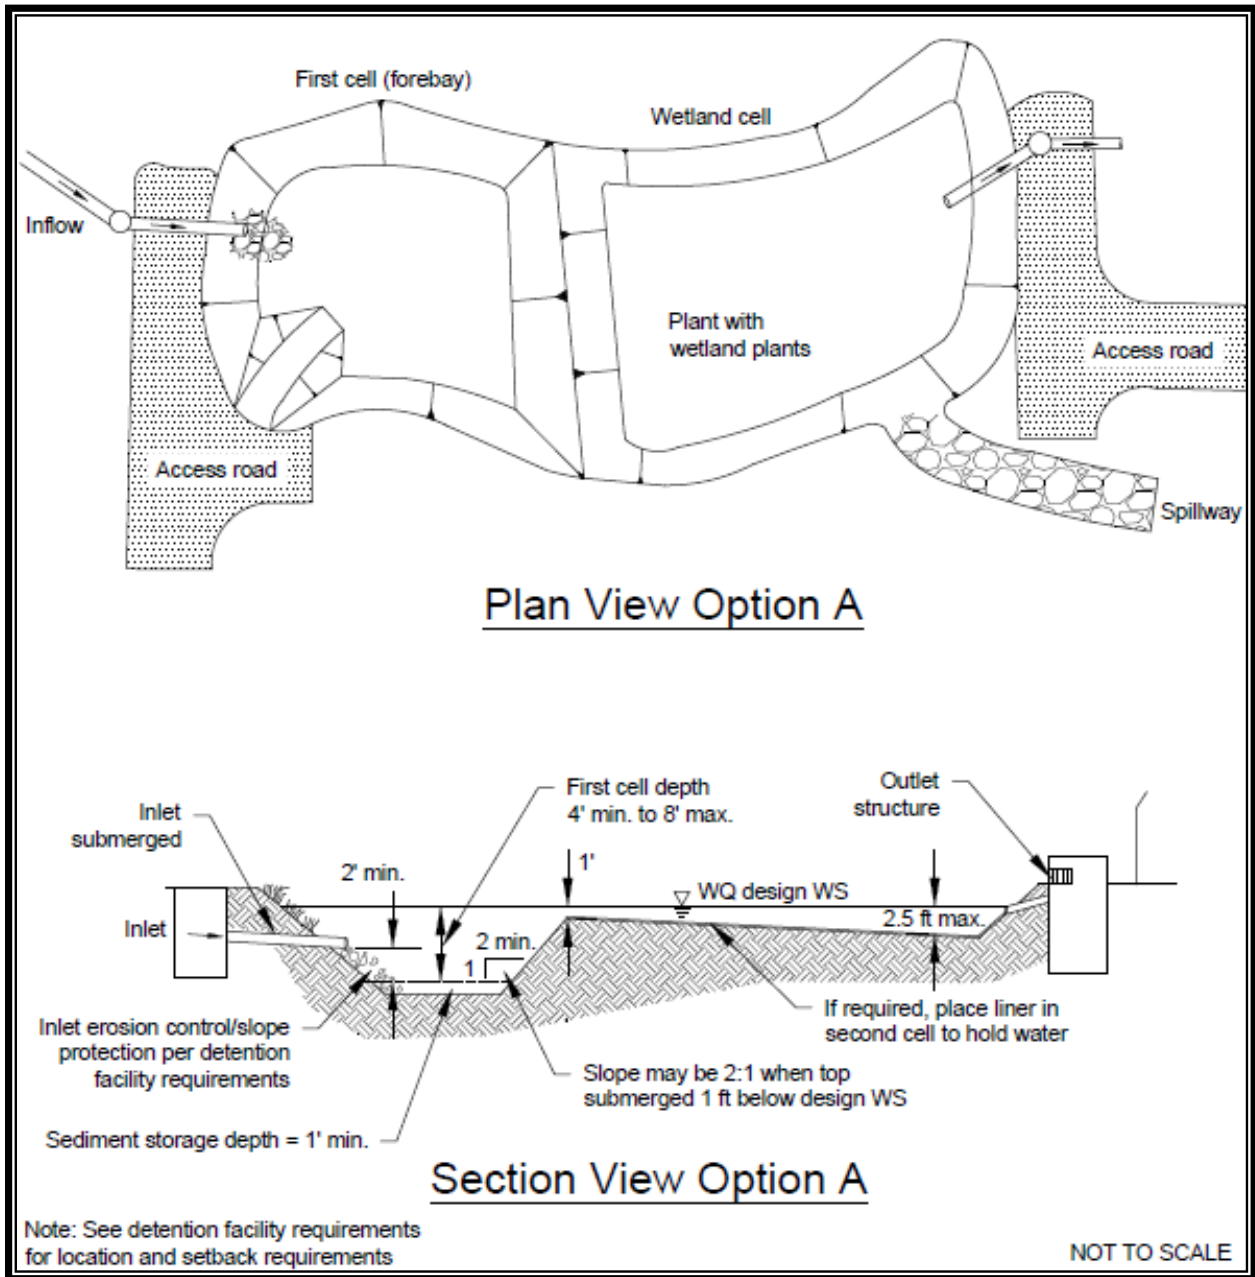 First cell (forebay)
Wetland cell
Inflow
Plant with
wetland plants
Access road
Access road
Spillway
Plan View Option A
First cell depth
4' min. to 8' max.
Outlet
structure
Inlet
submerged
2' min.
1'
WQ design WS
2.5 ft max.
Inlet
2 min.
1
If required, place liner in
second cell to hold water
Inlet erosion control/slope
protection per detention
facility requirements
Slope may be 2:1 when top
submerged 1 ft below design WS
Sediment storage depth = 1' min.
Section View Option A
Note: See detention facility requirements
for location and setback requirements
NOT TO SCALE